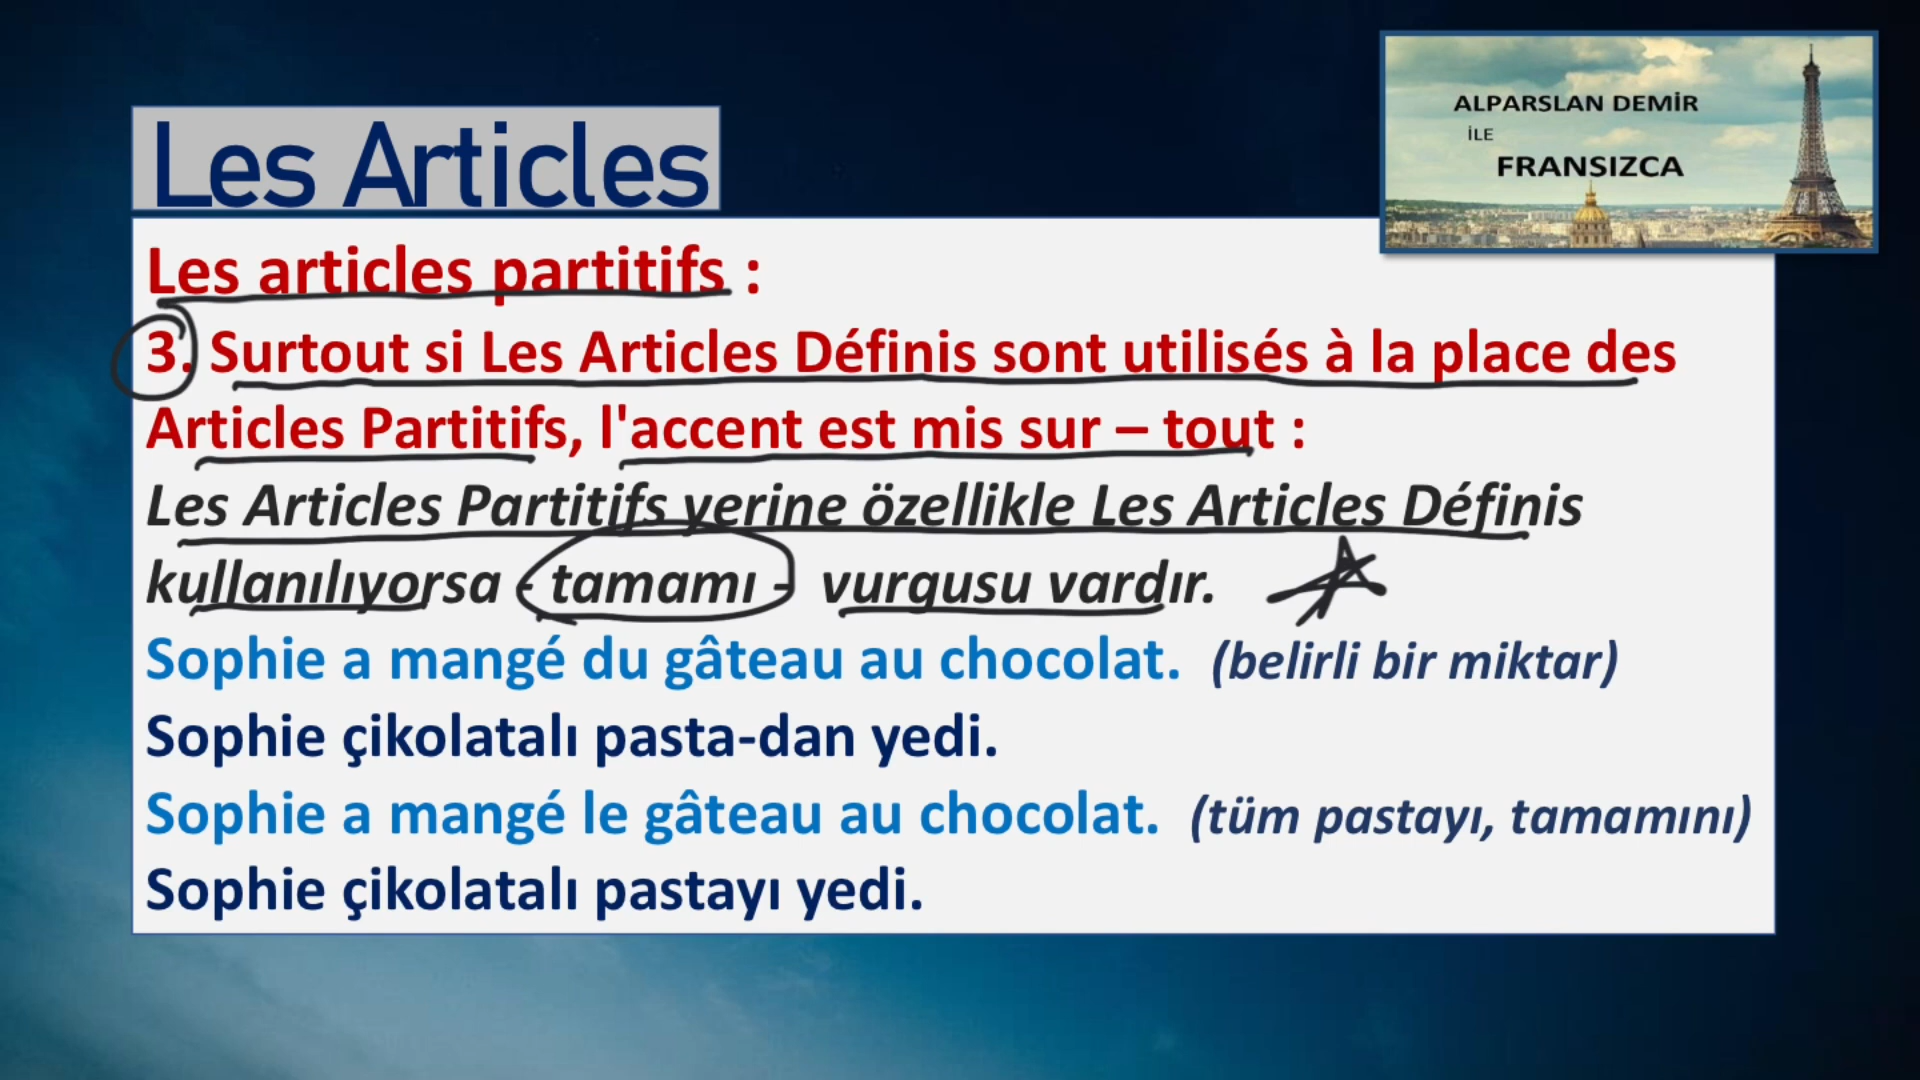 ALPARSLAN DEMİR
İLE
FRANSIZCA
Les Articles
Les articles partitifs :
3. Surtout si Les Articles Définis sont utilisés à la place des
Articles Partitifs, l'accent est mis sur – tout :
Les Articles Partitifs yerine özellikle Les Articles Définis
kullanılıyorsa - tamamı - vurgusu vardır.
Sophie a mangé du gâteau au chocolat. (belirli bir miktar)
Sophie çikolatalı pasta-dan yedi.
Sophie a mangé le gâteau au chocolat. (tüm pastayı, tamamını)
Sophie çikolatalı pastayı yedi.